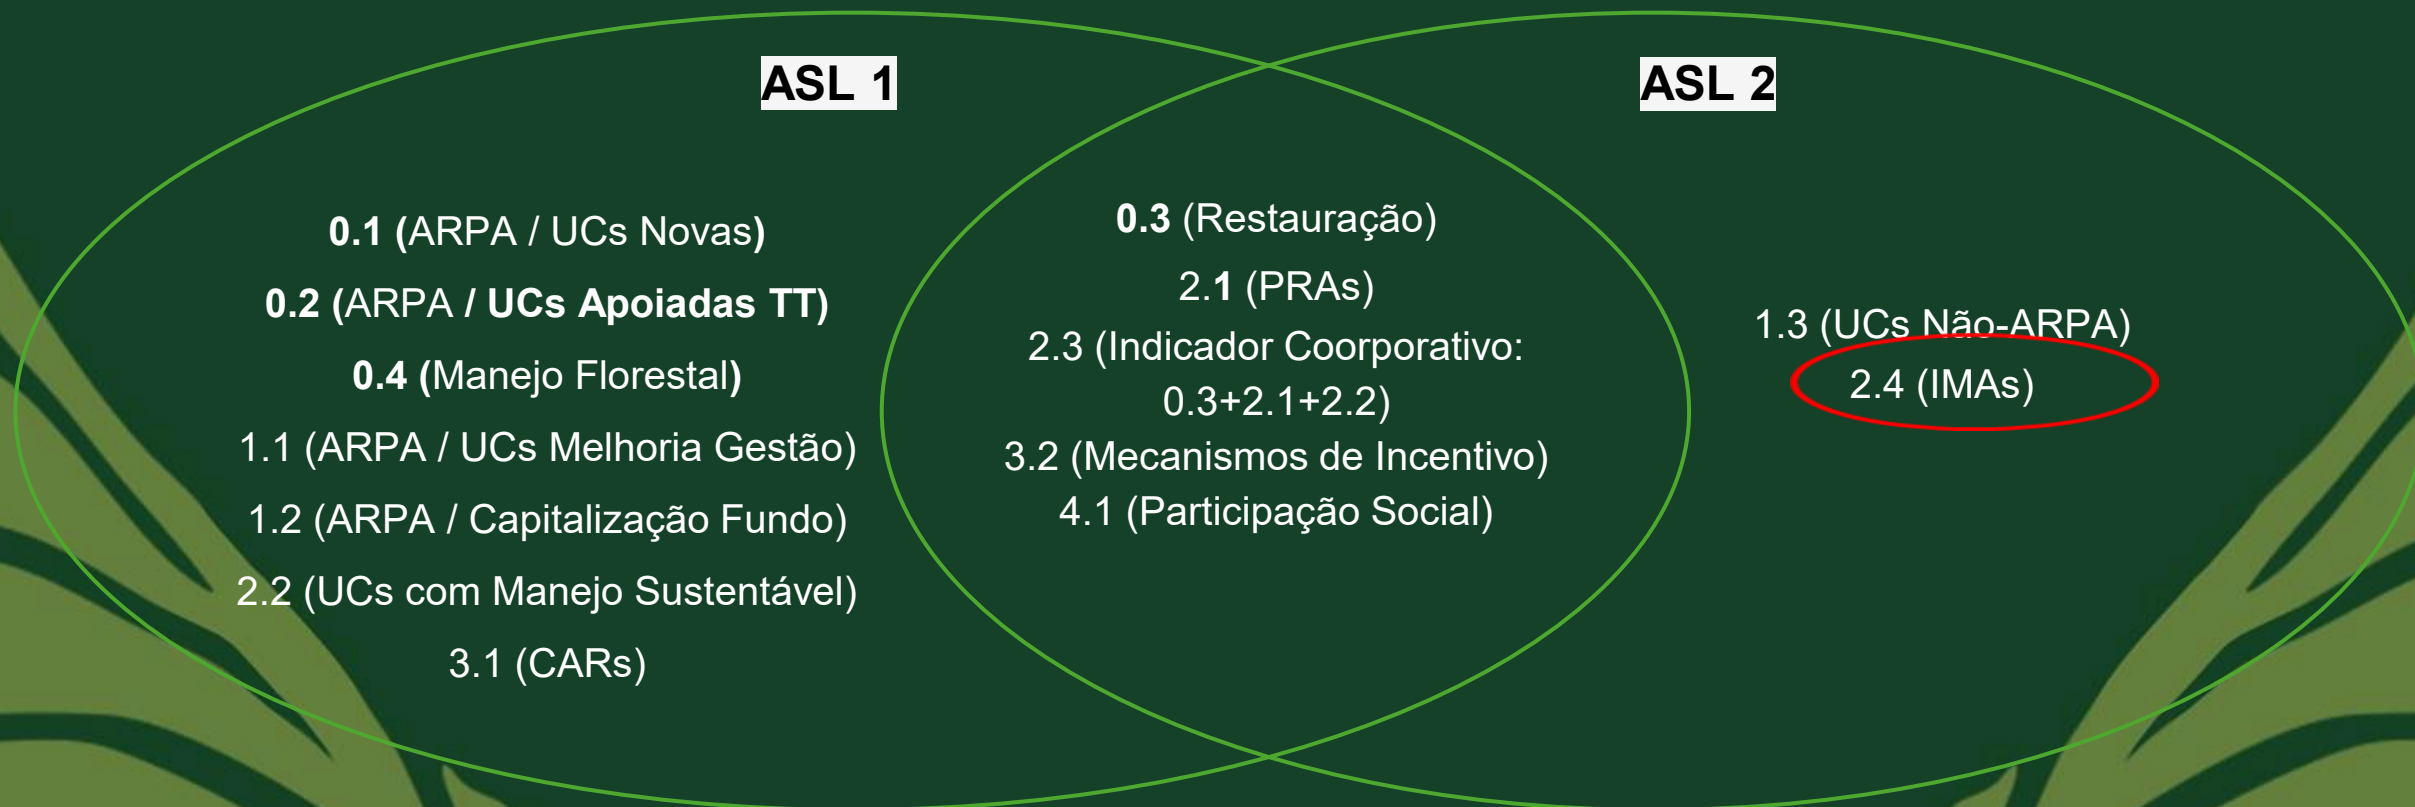 ASL 1
0.1 (ARPA / UCs Novas)
0.2 (ARPA / UCs Apoiadas TT)
0.4 (Manejo Florestal)
1.1 (ARPA / UCs Melhoria Gestão)
1.2 (ARPA / Capitalização Fundo)
2.2 (UCs com Manejo Sustentável)
3.1 (CARs)
0.3 (Restauração)
2.1 (PRAs)
2.3 (Indicador Coorporativo:
0.3+2.1+2.2)
3.2 (Mecanismos de Incentivo)
4.1 (Participação Social)
ASL 2
1.3 (UCs Não-ARPA)
2.4 (IMAs)